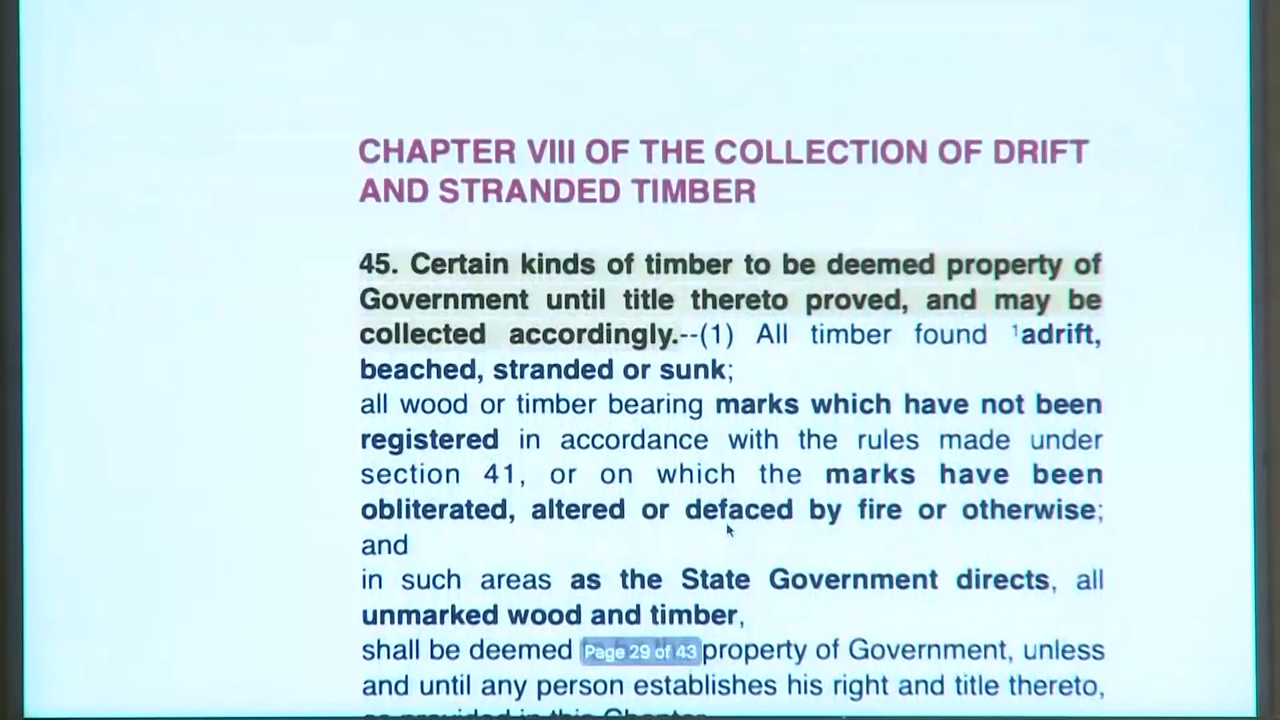 CHAPTER VIII OF THE COLLECTION OF DRIFT
AND STRANDED TIMBER
45. Certain kinds of timber to be deemed property of
Government until title thereto proved, and may be
collected accordingly.--(1) All timber found ¹adrift,
beached, stranded or sunk;
all wood or timber bearing marks which have not been
registered in accordance with the rules made under
section 41, or on which the marks have been
obliterated, altered or defaced by fire or otherwise;
and
in such areas as the State Government directs, all
unmarked wood and timber,
shall be deemed Page 29 of 43 property of Government, unless
and until any person establishes his right and title thereto,
as provided in this Chapter